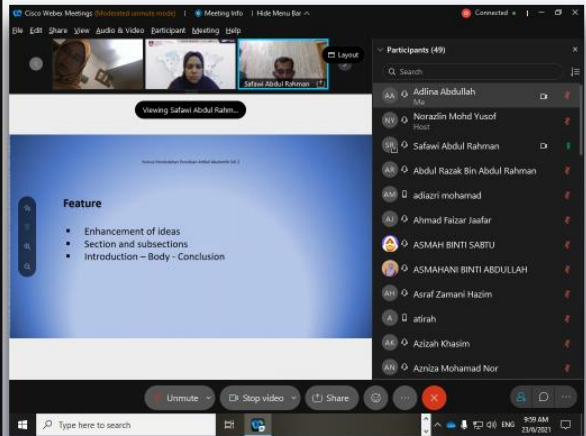 Cisco Webex Meetings (Moderated unmute mode) | Meeting Info | Hide Menu Bar
Connected
File Edit Share View Audio & Video Participant Meeting Help
Layout
Safawi Abdul Rahman
Viewing Safawi Abdul Rahm...
Feature
▪ Enhancement of ideas
▪ Section and subsections
▪ Introduction – Body - Conclusion
Participants (49)
Search
AA Adlina Abdullah
Me
NY Norazlin Mohd Yusof
Host
SR Safawi Abdul Rahman
AR Abdul Razak Bin Abdul Rahman
AM adiazri mohamad
AJ Ahmad Faizar Jaafar
ASMAH BINTI SABTU
ASMAHANI BINTI ABDULLAH
AH Asraf Zamani Hazim
A atirah
AK Azizah Khasim
AN Azniza Mohamad Nor
Unmute
Stop video
Share
Type here to search
ENG
9:59 AM
23/6/2021